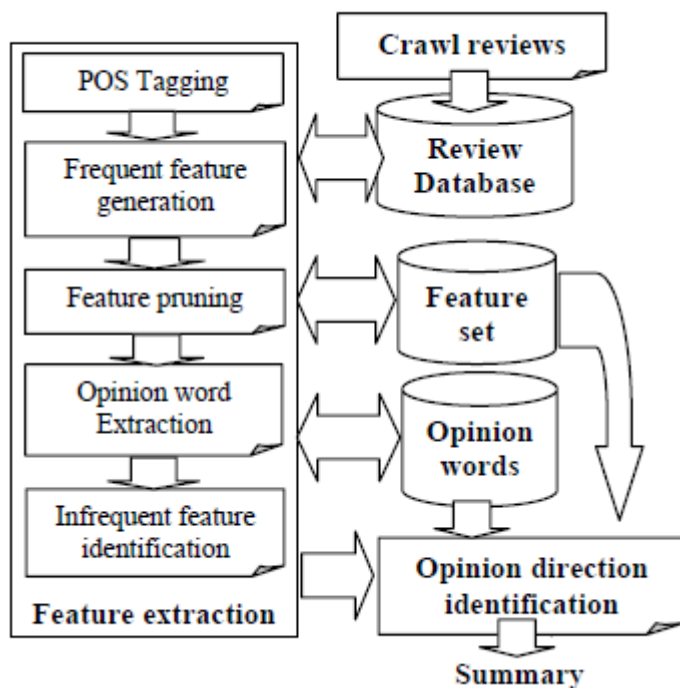 POS Tagging
Frequent feature
generation
Feature pruning
Opinion word
Extraction
Infrequent feature
identification
Feature extraction
Crawl reviews
Review
Database
Feature
set
Opinion
words
Opinion direction
identification
Summary